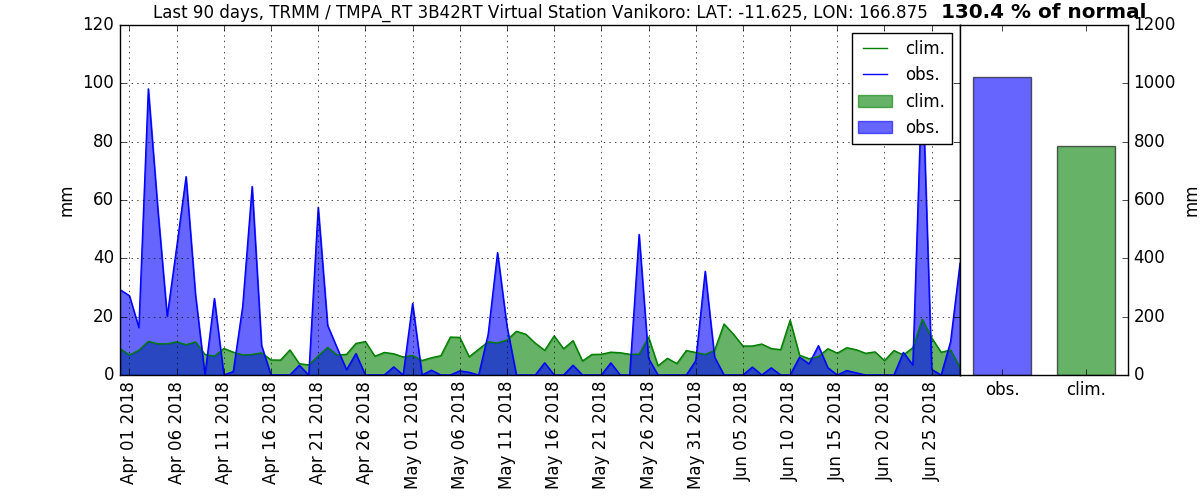 Last 90 days, TRMM / TMPA_RT 3B42RT Virtual Station Vanikoro: LAT: -11.625, LON: 166.875 130.4 % of normal
120
100
80
60
40
20
0
mm
clim.
obs.
clim.
obs.
1200
1000
800
600
400
200
0
mm
Apr 01 2018
Apr 06 2018
Apr 11 2018
Apr 16 2018
Apr 21 2018
Apr 26 2018
May 01 2018
May 06 2018
May 11 2018
May 16 2018
May 21 2018
May 26 2018
May 31 2018
Jun 05 2018
Jun 10 2018
Jun 15 2018
Jun 20 2018
Jun 25 2018
obs.
clim.